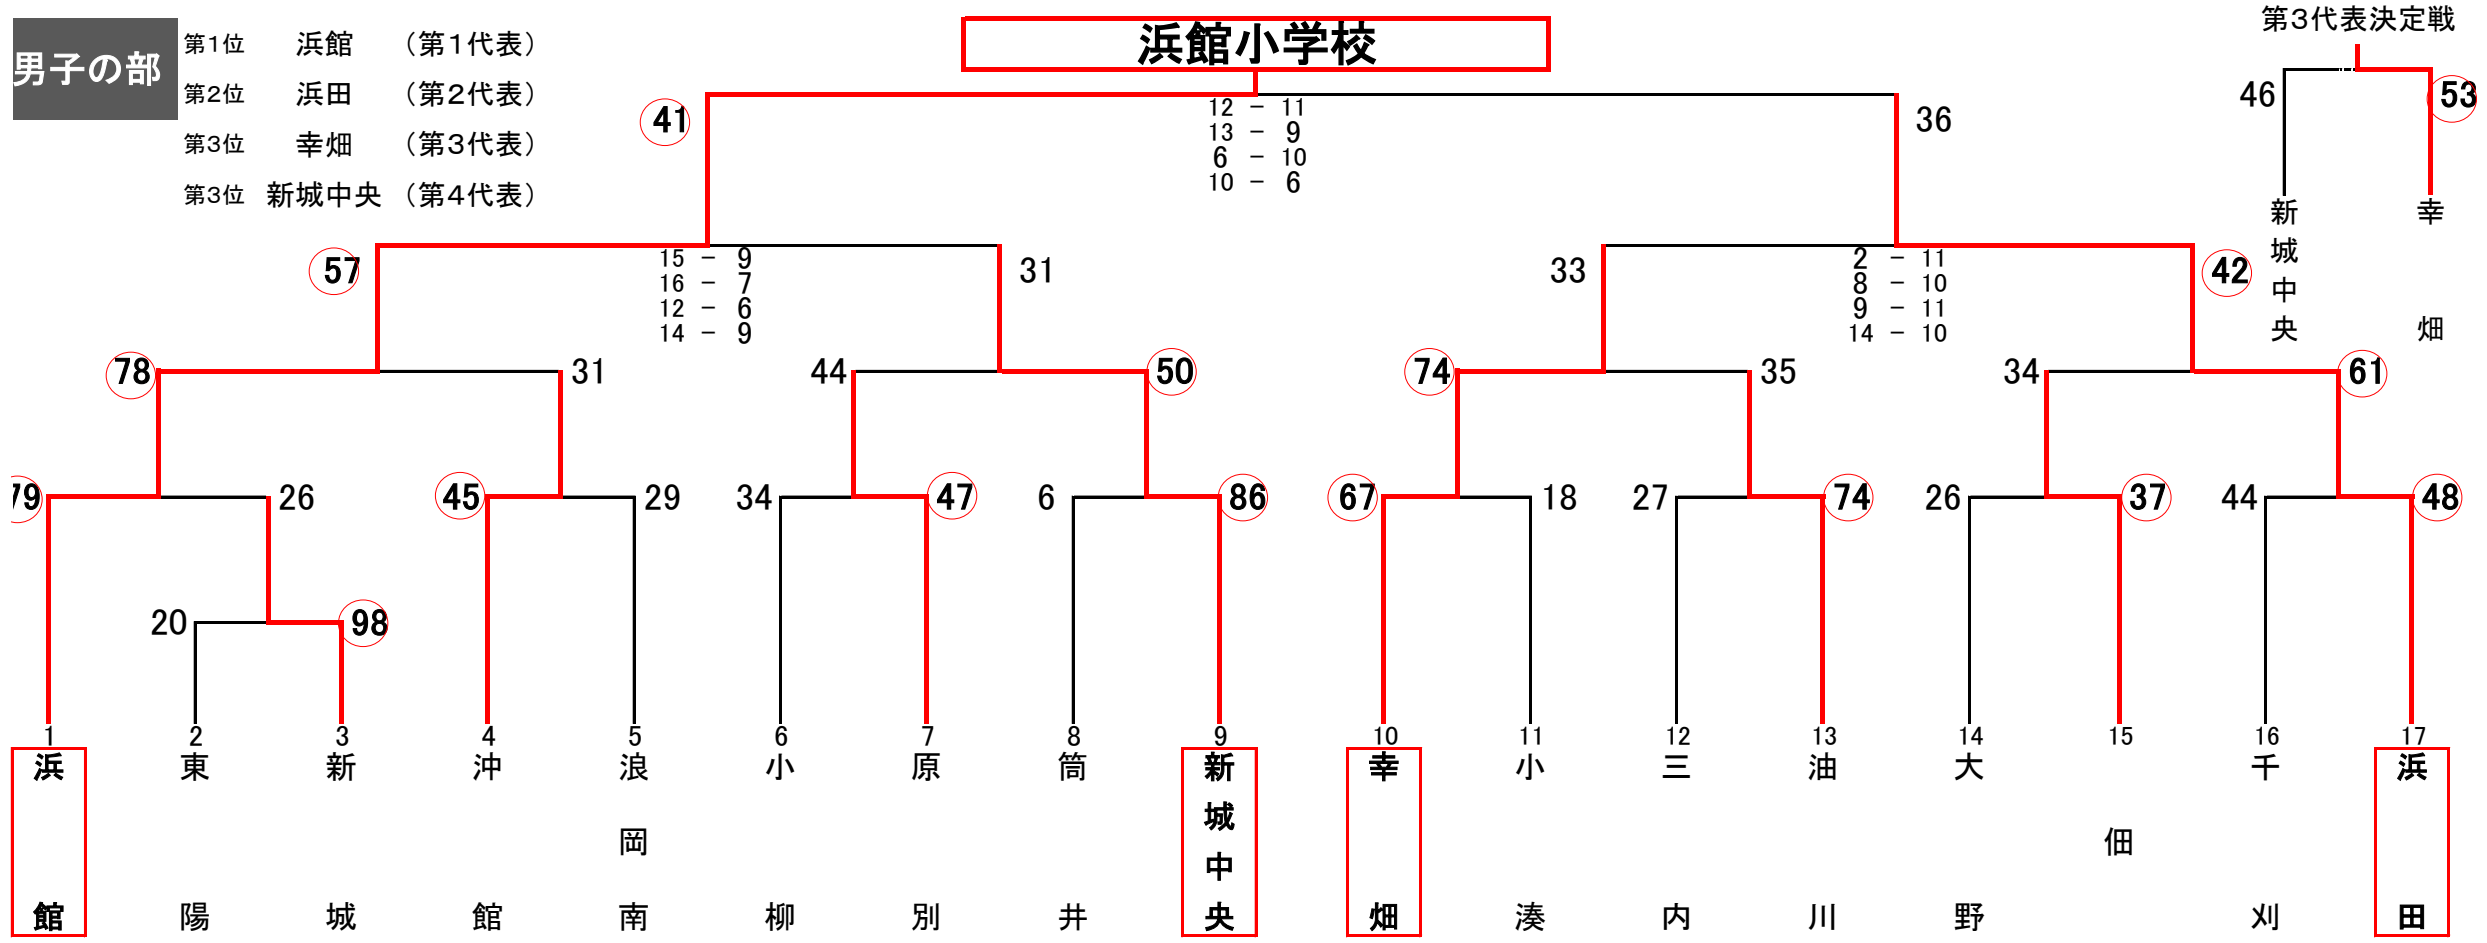 男子の部
第1位 浜館 （第1代表）
第2位 浜田 （第2代表）
第3位 幸畑 （第3代表）
第3位 新城中央 （第4代表）
浜館小学校
第3代表決定戦
41 36
12 － 11
13 － 9
6 － 10
10 － 6
46 53
新城中央
幸畑
57 31
15 － 9
16 － 7
12 － 6
14 － 9
33 42
2 － 11
8 － 10
9 － 11
14 － 10
78 31 44 50 74 35 34 61
79 26 45 29 34 47 6 86 67 18 27 74 26 37 44 48
20 98
1 2 3 4 5 6 7 8 9 10 11 12 13 14 15 16 17
浜館
東陽
新城
沖館
浪岡南
小柳
原別
筒井
新城中央
幸畑
小湊
三内
油川
大野
佃
千刈
浜田